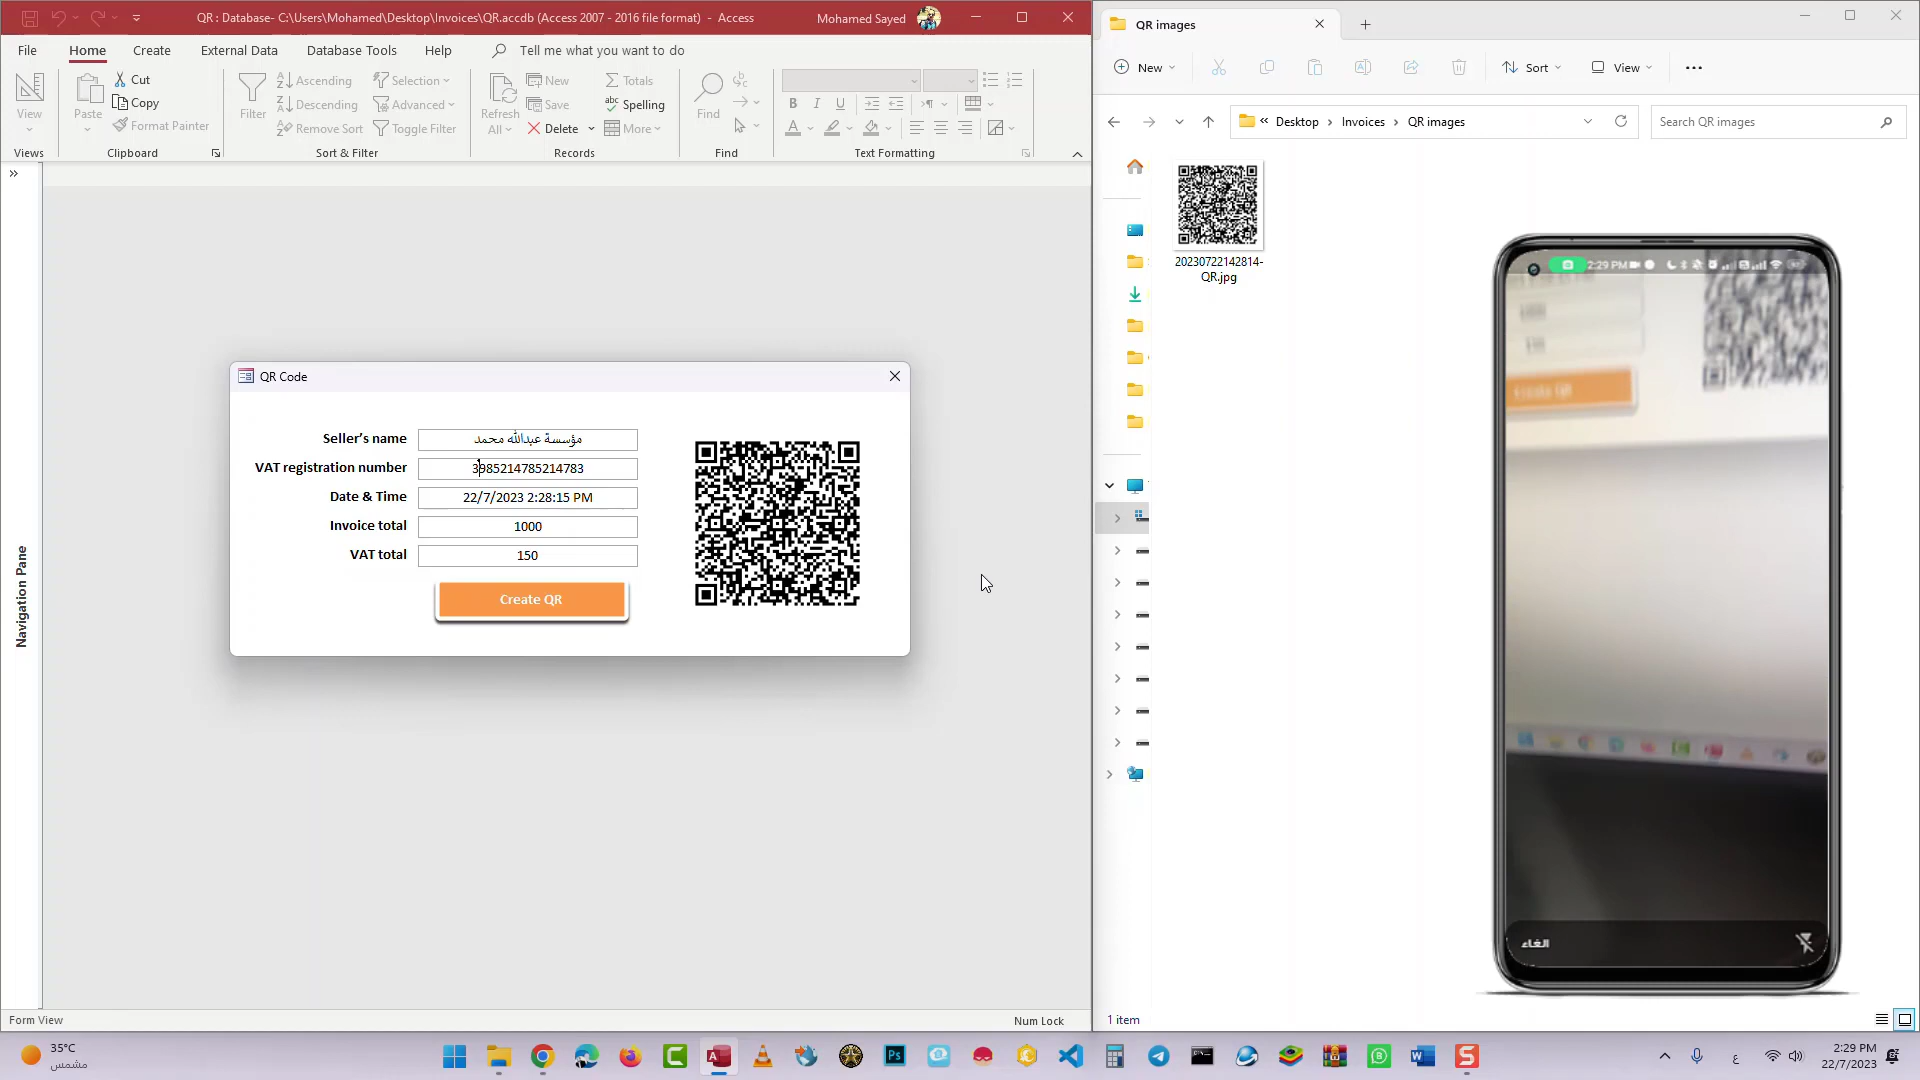 QR : Database- C:\Users\Mohamed\Desktop\Invoices\QR.accdb (Access 2007 - 2016 file format) - Access
Mohamed Sayed
File Home Create External Data Database Tools Help Tell me what you want to do
View
Views
Paste
Cut
Copy
Format Painter
Clipboard
Filter
Ascending
Descending
Remove Sort
Selection
Advanced
Toggle Filter
Sort & Filter
Refresh
All
New
Save
Delete
Totals
Spelling
More
Records
Find
Find
B I U
Text Formatting
Navigation Pane
QR Code
Seller's name مؤسسة عبدالله محمد
VAT registration number 3985214785214783
Date & Time 22/7/2023 2:28:15 PM
Invoice total 1000
VAT total 150
Create QR
Form View
Num Lock
QR images
New
Sort
View
Desktop
Invoices
QR images
Search QR images
20230722142814-
QR.jpg
1 item
2:29 PM
Create QR
الغاء
35°C
مشمس
ع
2:29 PM
22/7/2023